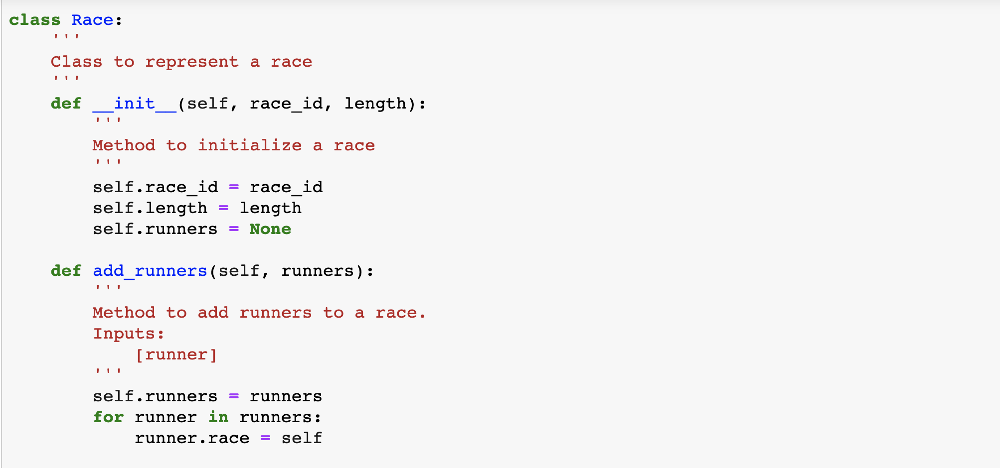 class Race:
    '''
    Class to represent a race
    '''
    def __init__(self, race_id, length):
        '''
        Method to initialize a race
        '''
        self.race_id = race_id
        self.length = length
        self.runners = None

    def add_runners(self, runners):
        '''
        Method to add runners to a race.
        Inputs:
            [runner]
        '''
        self.runners = runners
        for runner in runners:
            runner.race = self